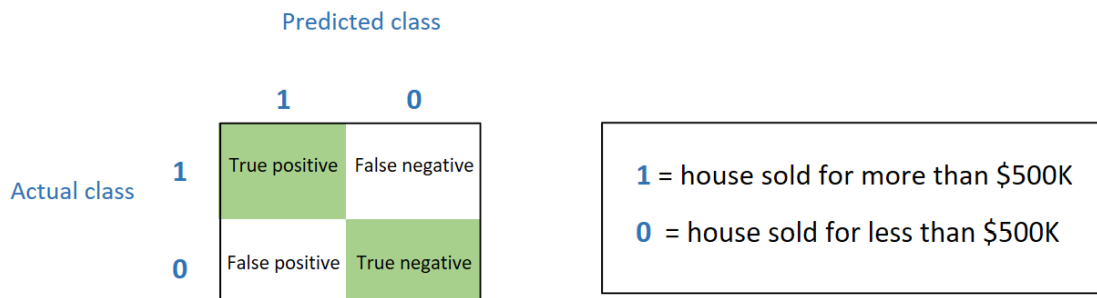 Predicted class
1 0
1 True positive False negative
Actual class
0 False positive True negative
1 = house sold for more than $500K
0 = house sold for less than $500K